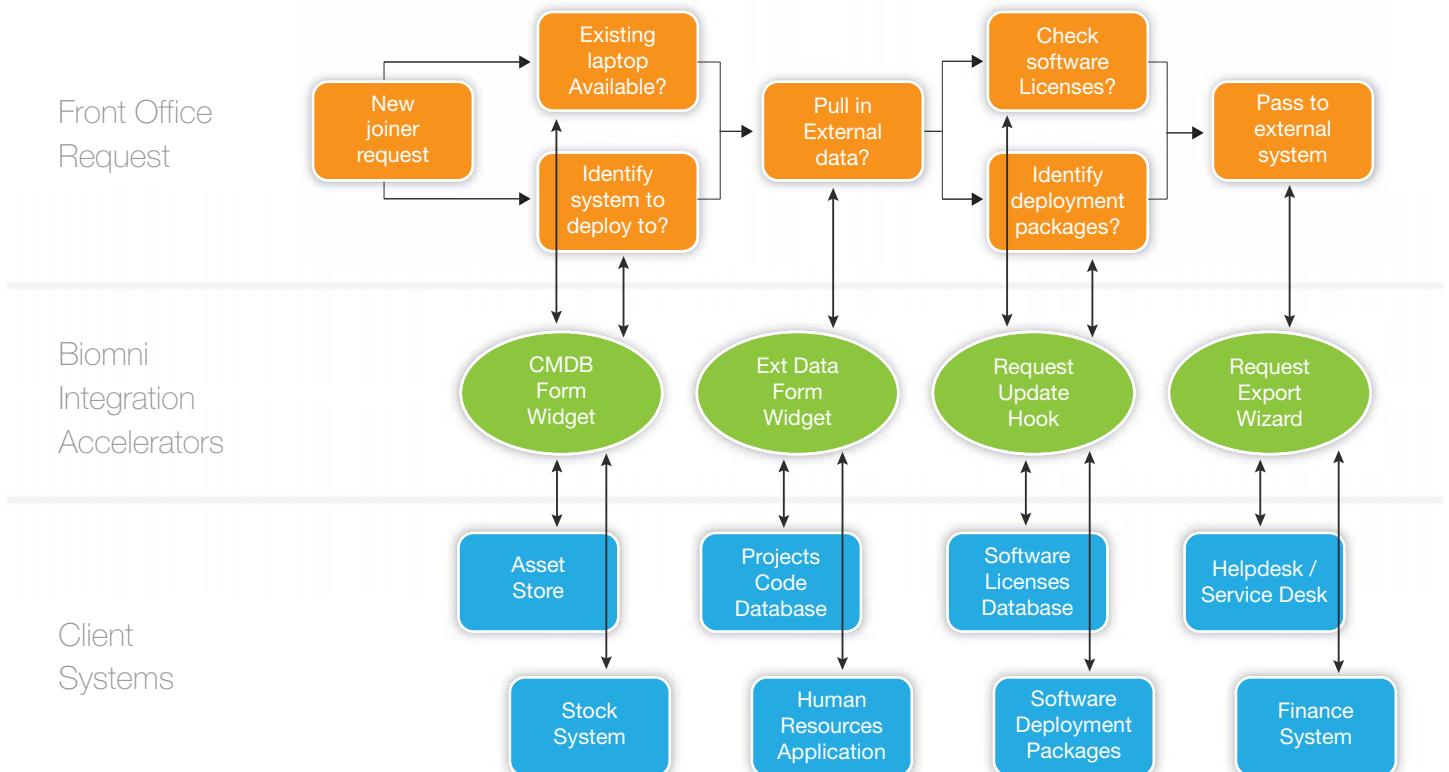 Front Office
Request
New
joiner
request
Existing
laptop
Available?
Identify
system to
deploy to?
Pull in
External
data?
Check
software
Licenses?
Identify
deployment
packages?
Pass to
external
system
Biomni
Integration
Accelerators
CMDB
Form
Widget
Ext Data
Form
Widget
Request
Update
Hook
Request
Export
Wizard
Client
Systems
Asset
Store
Projects
Code
Database
Software
Licenses
Database
Helpdesk /
Service Desk
Stock
System
Human
Resources
Application
Software
Deployment
Packages
Finance
System